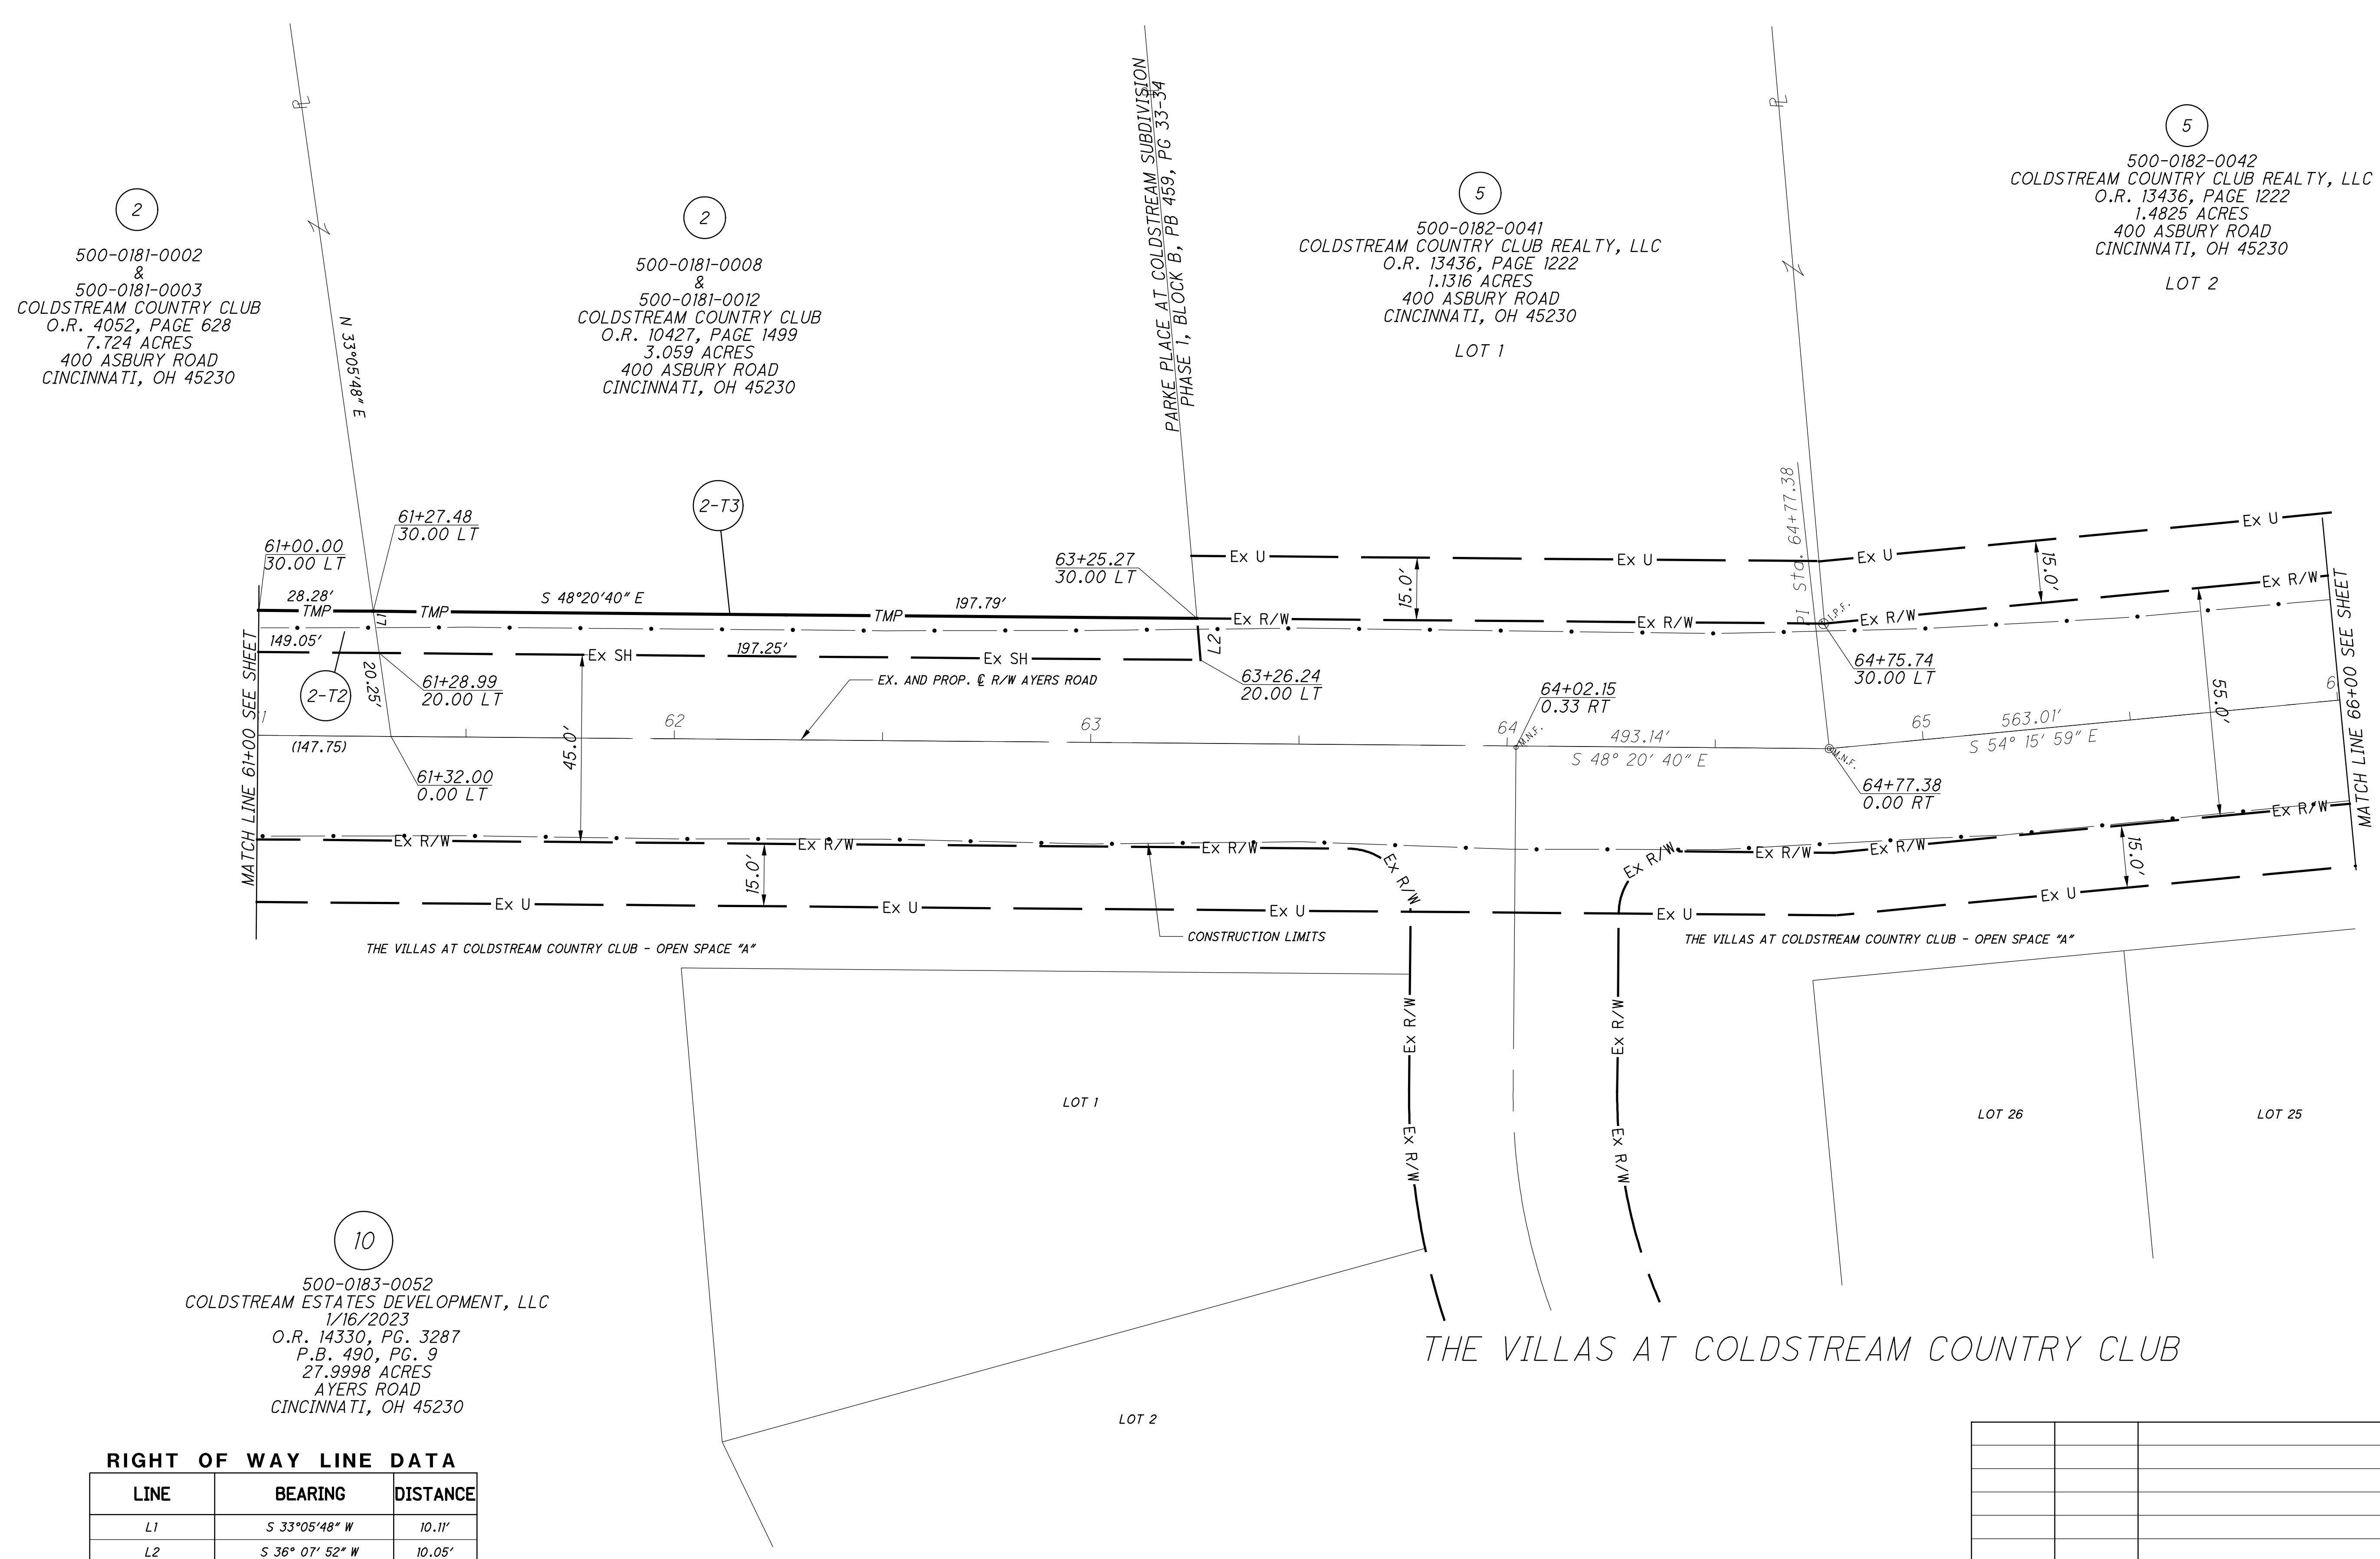 2
500-0181-0002
&
500-0181-0003
COLDSTREAM COUNTRY CLUB
O.R. 4052, PAGE 628
7.724 ACRES
400 ASBURY ROAD
CINCINNATI, OH 45230
PL
Z
N 33°05'48" E
2
500-0181-0008
&
500-0181-0012
COLDSTREAM COUNTRY CLUB
O.R. 10427, PAGE 1499
3.059 ACRES
400 ASBURY ROAD
CINCINNATI, OH 45230
PARKE PLACE AT COLDSTREAM SUBDIVISION
PHASE 1, BLOCK B, PB 459, PG 33-34
5
500-0182-0041
COLDSTREAM COUNTRY CLUB REALTY, LLC
O.R. 13436, PAGE 1222
1.1316 ACRES
400 ASBURY ROAD
CINCINNATI, OH 45230
LOT 1
PL
Z
5
500-0182-0042
COLDSTREAM COUNTRY CLUB REALTY, LLC
O.R. 13436, PAGE 1222
1.4825 ACRES
400 ASBURY ROAD
CINCINNATI, OH 45230
LOT 2
2-T3
61+27.48
30.00 LT
61+00.00
30.00 LT
63+25.27
30.00 LT
PI Sta. 64+77.38
Ex U
Ex U
Ex U
Ex U
15.0'
15.0'
28.28'
S 48°20'40" E
197.79'
TMP
TMP
TMP
L1
Ex R/W
Ex R/W
Ex R/W
Ex R/W
I.P.F.
149.05'
197.25'
Ex SH
Ex SH
L2
2-T2
20.25'
61+28.99
20.00 LT
EX. AND PROP. ℄ R/W AYERS ROAD
63+26.24
20.00 LT
64+02.15
0.33 RT
64+75.74
30.00 LT
55.0'
MATCH LINE 61+00 SEE SHEET
1
62
63
64
65
6
(147.75)
45.0'
M.N.F.
493.14'
S 48° 20' 40" E
M.N.F.
563.01'
S 54° 15' 59" E
61+32.00
0.00 LT
64+77.38
0.00 RT
MATCH LINE 66+00 SEE SHEET
Ex R/W
Ex R/W
Ex R/W
Ex R/W
Ex R/W
Ex R/W
Ex R/W
Ex R/W
15.0'
15.0'
Ex U
Ex U
Ex U
Ex U
Ex U
CONSTRUCTION LIMITS
THE VILLAS AT COLDSTREAM COUNTRY CLUB - OPEN SPACE "A"
THE VILLAS AT COLDSTREAM COUNTRY CLUB - OPEN SPACE "A"
Ex R/W
Ex R/W
Ex R/W
Ex R/W
LOT 1
LOT 26
LOT 25
10
500-0183-0052
COLDSTREAM ESTATES DEVELOPMENT, LLC
1/16/2023
O.R. 14330, PG. 3287
P.B. 490, PG. 9
27.9998 ACRES
AYERS ROAD
CINCINNATI, OH 45230
THE VILLAS AT COLDSTREAM COUNTRY CLUB
LOT 2
RIGHT OF WAY LINE DATA
LINE BEARING DISTANCE
L1 S 33°05'48" W 10.11'
L2 S 36° 07' 52" W 10.05'